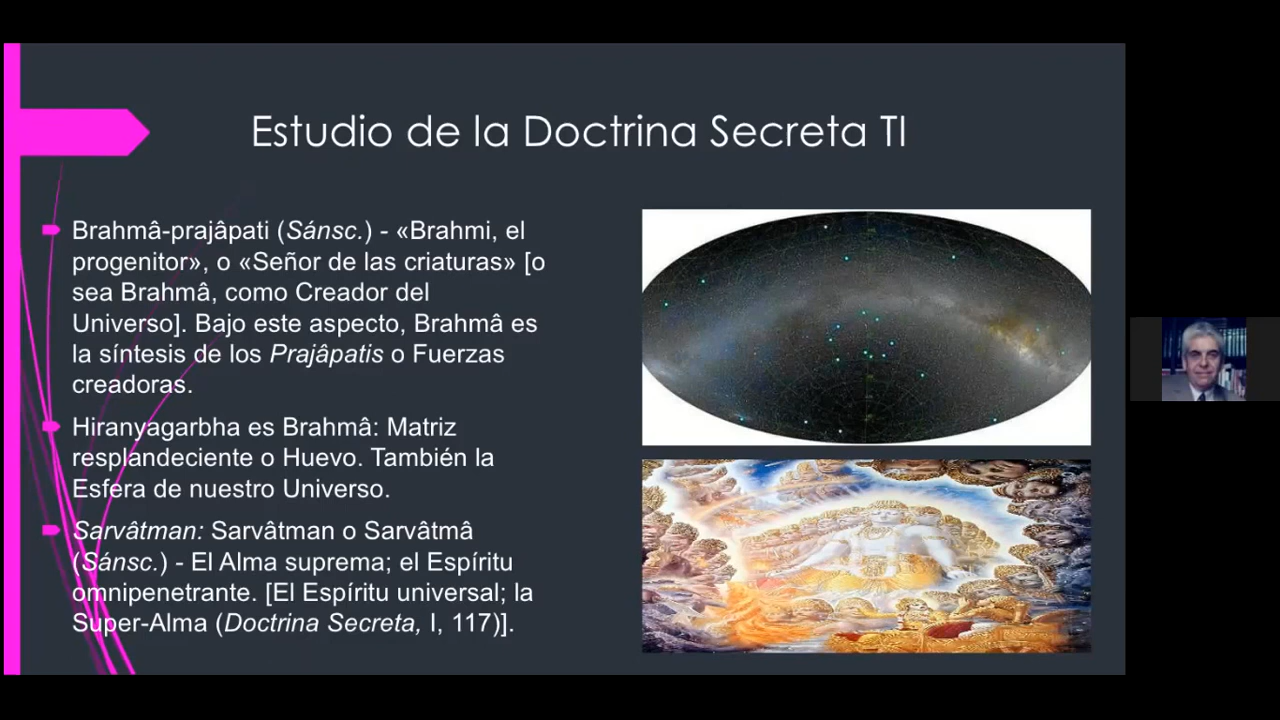 Estudio de la Doctrina Secreta TI
Brahmâ-prajâpati (Sánsc.) - «Brahmi, el
progenitor», o «Señor de las criaturas» [o
sea Brahmâ, como Creador del
Universo]. Bajo este aspecto, Brahmâ es
la síntesis de los Prajâpatis o Fuerzas
creadoras.
Hiranyagarbha es Brahmâ: Matriz
resplandeciente o Huevo. También la
Esfera de nuestro Universo.
Sarvâtman: Sarvâtman o Sarvâtmâ
(Sánsc.) - El Alma suprema; el Espíritu
omnipenetrante. [El Espíritu universal; la
Super-Alma (Doctrina Secreta, I, 117)].